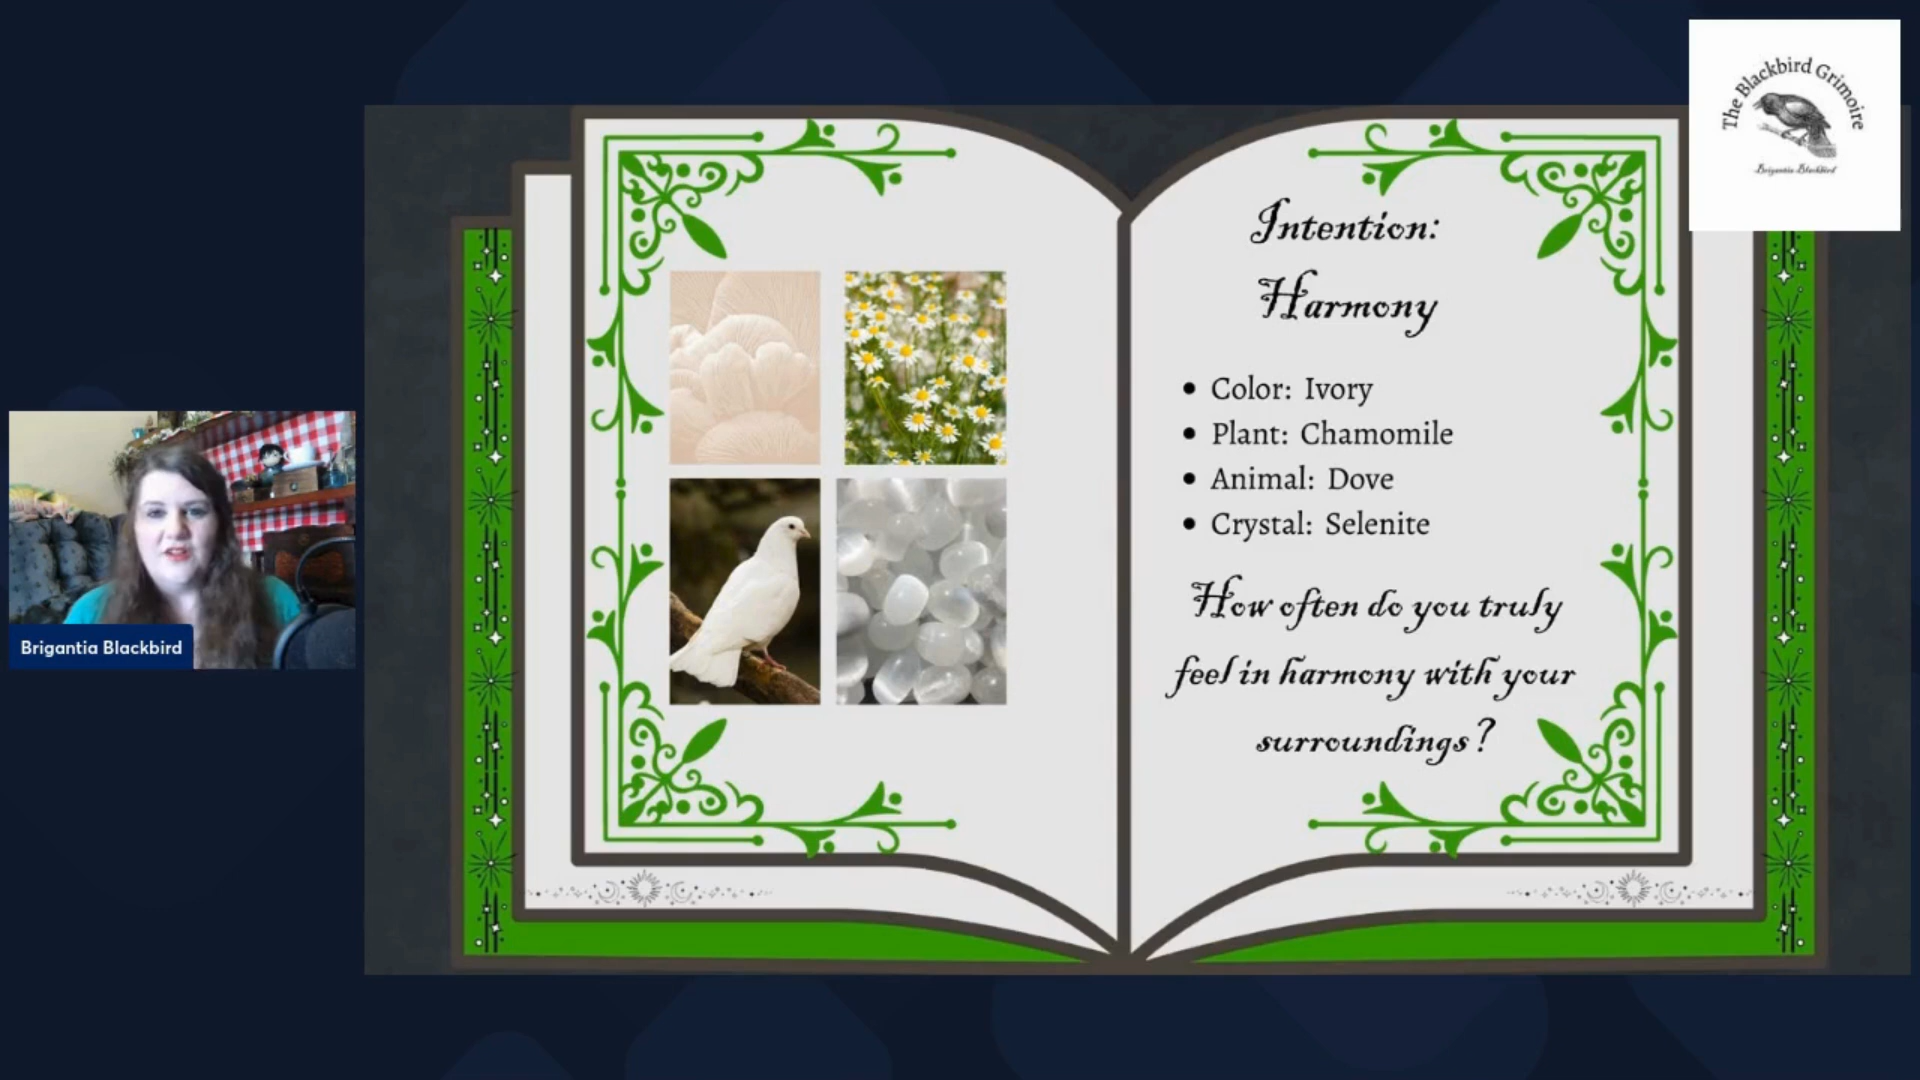 The Blackbird Grimoire
Brigantia Blackbird
Intention:
Harmony
• Color: Ivory
• Plant: Chamomile
• Animal: Dove
• Crystal: Selenite
How often do you truly
feel in harmony with your
surroundings?
Brigantia Blackbird